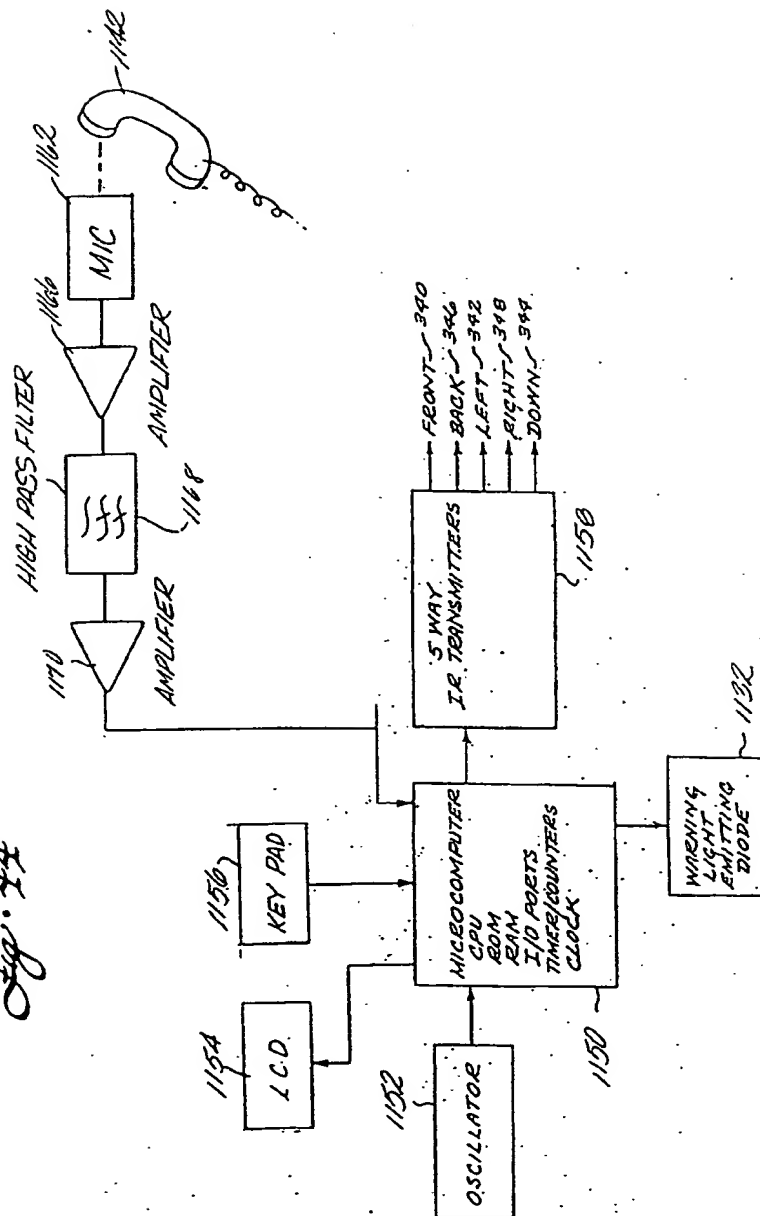 Fig. 44
1142
1162
MIC
1166
AMPLIFIER
HIGH PASS FILTER
1168
1170
AMPLIFIER
FRONT 340
BACK 346
LEFT 342
RIGHT 348
DOWN 344
5 WAY
IR TRANSMITTERS
1158
1156
KEY PAD
1154
L.C.D.
MICROCOMPUTER
CPU
ROM
RAM
I/O PORTS
TIMER/COUNTERS
CLOCK
1150
1152
OSCILLATOR
WARNING
LIGHT
EMITTING
DIODE
1132